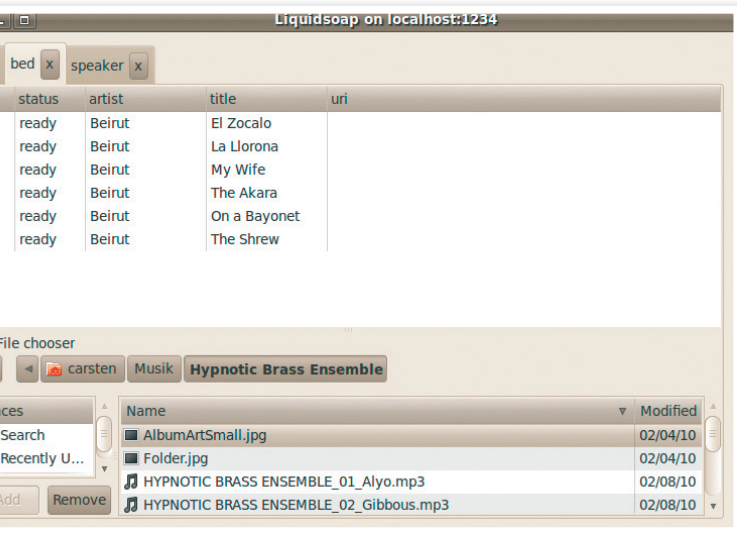 Liquidsoap on localhost:1234
bed x speaker x
status artist title uri
ready Beirut El Zocalo
ready Beirut La Llorona
ready Beirut My Wife
ready Beirut The Akara
ready Beirut On a Bayonet
ready Beirut The Shrew
File chooser
carsten Musik Hypnotic Brass Ensemble
aces Name Modified
Search AlbumArtSmall.jpg 02/04/10
Recently U... Folder.jpg 02/04/10
HYPNOTIC BRASS ENSEMBLE_01_Alyo.mp3 02/08/10
Add Remove HYPNOTIC BRASS ENSEMBLE_02_Gibbous.mp3 02/08/10